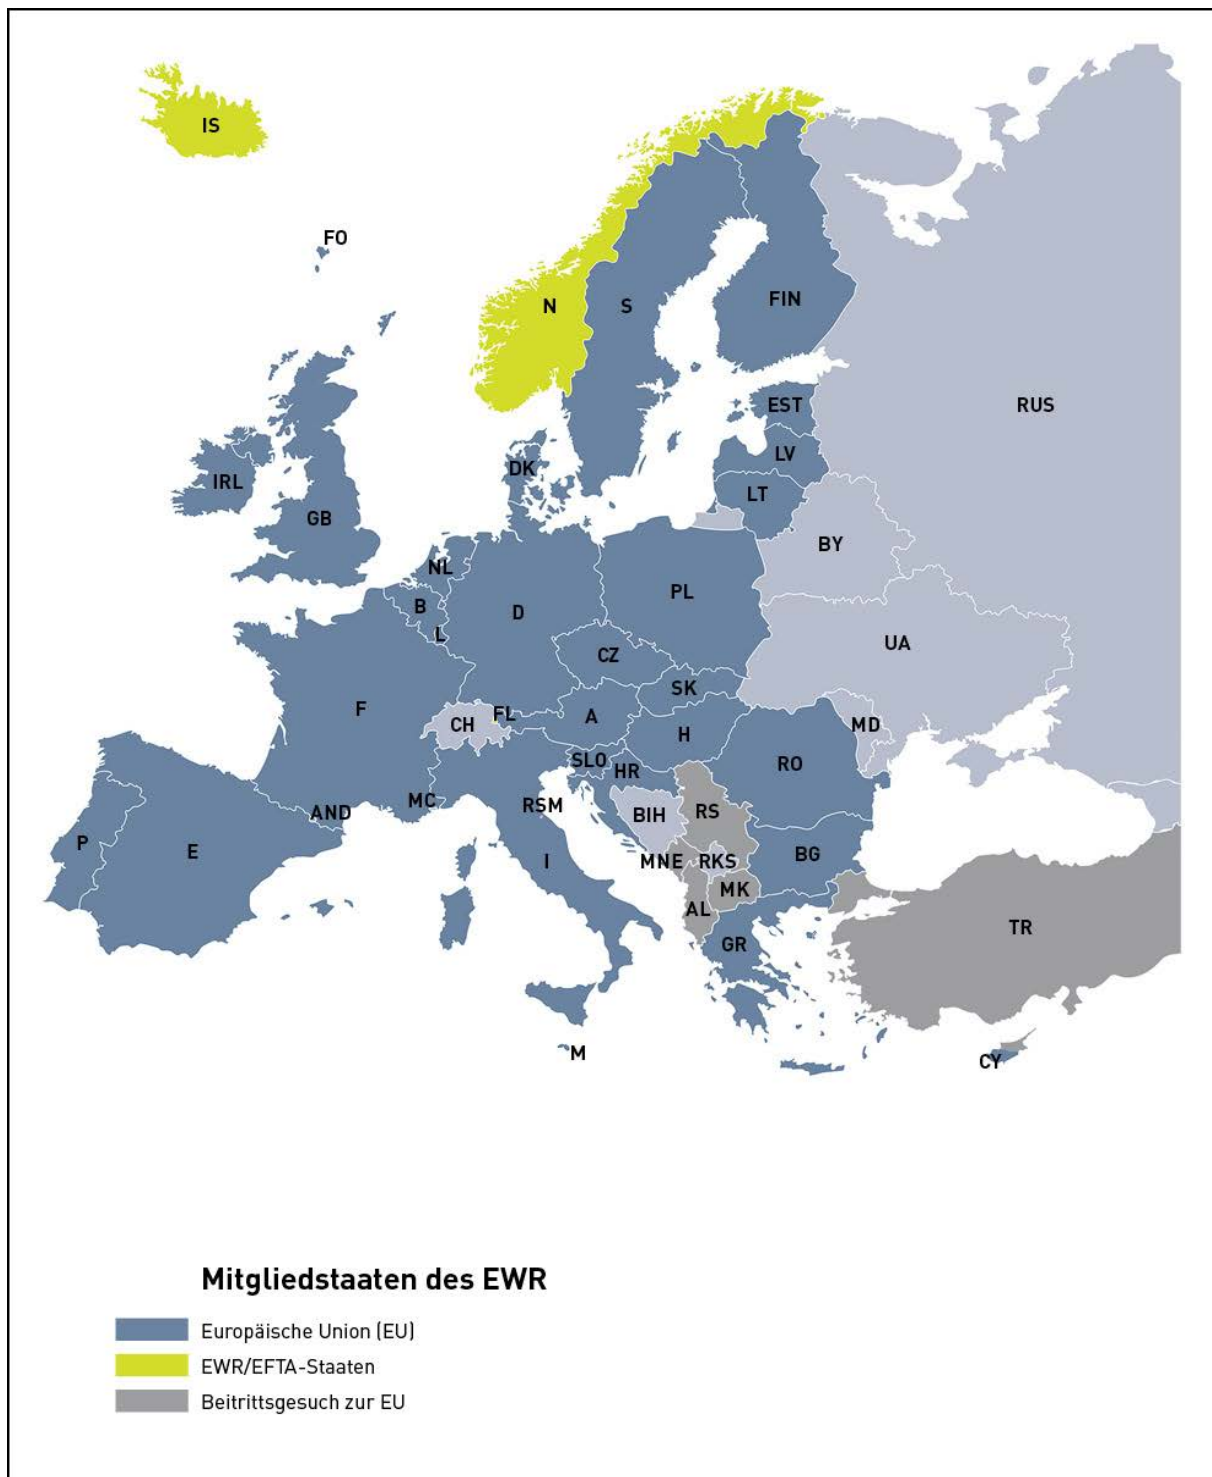 IS
FO
N
S
FIN
EST
RUS
LV
DK
IRL
LT
GB
BY
NL
PL
B
D
L
UA
CZ
SK
F
FL
A
CH
MD
H
SLO
RO
HR
MC
RSM
AND
BIH
RS
P
E
I
MNE
RKS
BG
MK
AL
TR
GR
M
CY
Mitgliedstaaten des EWR
Europäische Union (EU)
EWR/EFTA-Staaten
Beitrittsgesuch zur EU